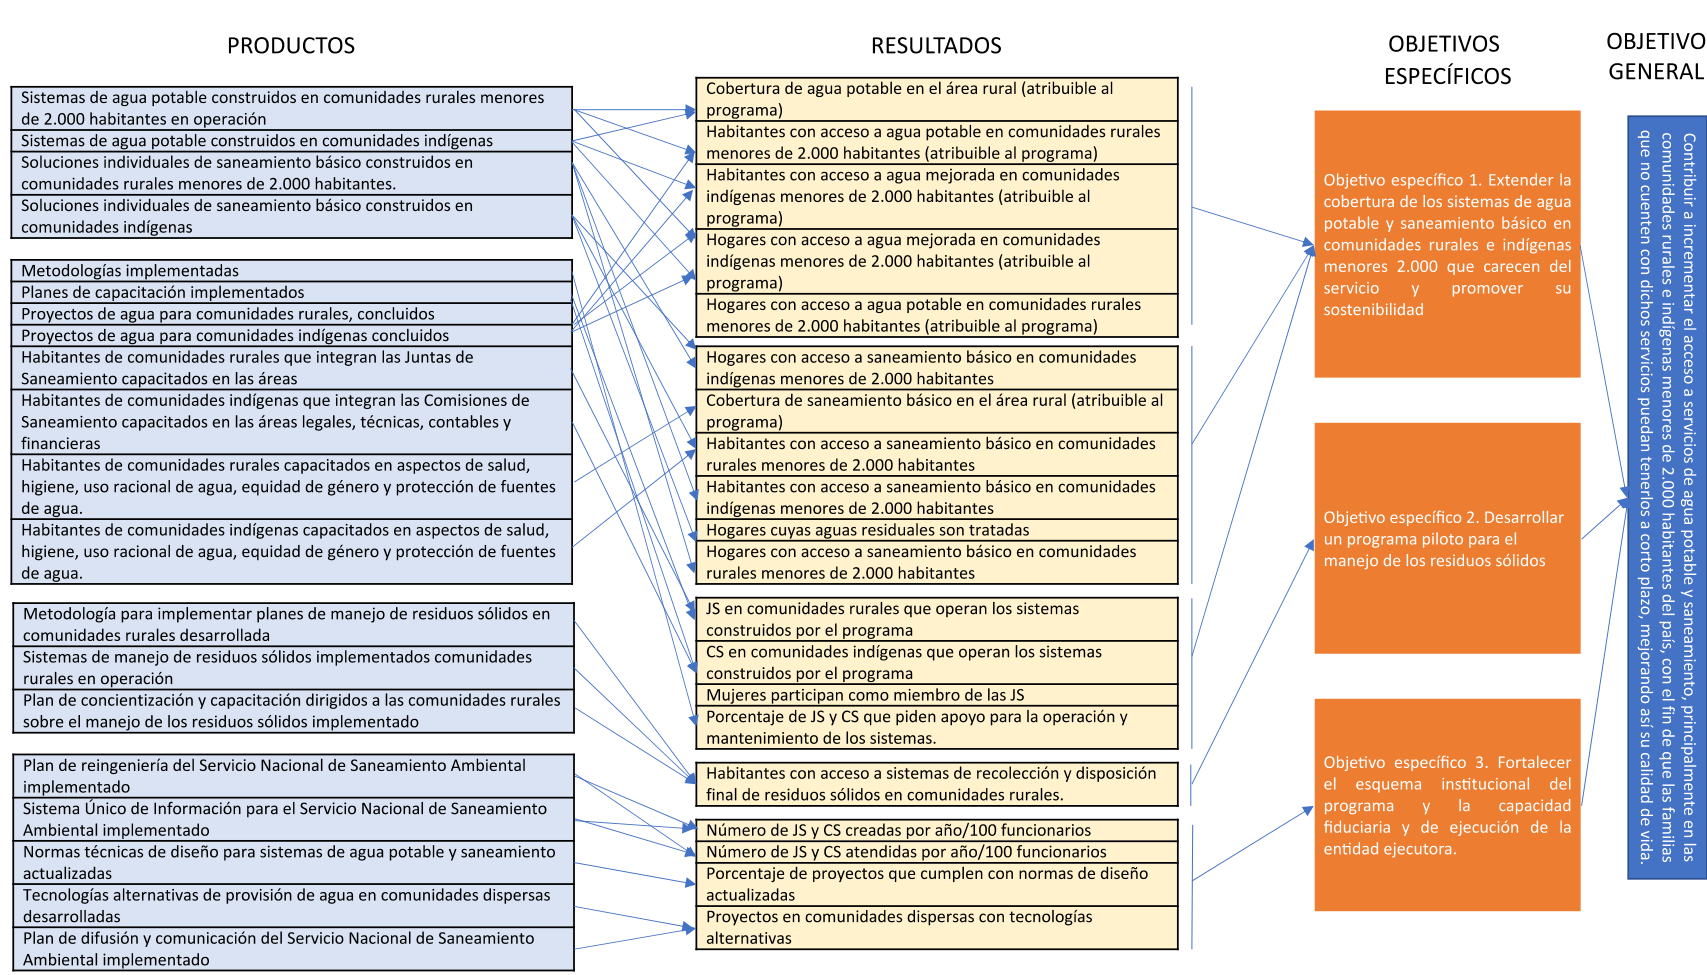 PRODUCTOS
Sistemas de agua potable construidos en comunidades rurales menores
de 2.000 habitantes en operación
Sistemas de agua potable construidos en comunidades indígenas
Soluciones individuales de saneamiento básico construidos en
comunidades rurales menores de 2.000 habitantes.
Soluciones individuales de saneamiento básico construidos en
comunidades indígenas
Metodologías implementadas
Planes de capacitación implementados
Proyectos de agua para comunidades rurales, concluidos
Proyectos de agua para comunidades indígenas concluidos
Habitantes de comunidades rurales que integran las Juntas de
Saneamiento capacitados en las áreas
Habitantes de comunidades indígenas que integran las Comisiones de
Saneamiento capacitados en las áreas legales, técnicas, contables y
financieras
Habitantes de comunidades rurales capacitados en aspectos de salud,
higiene, uso racional de agua, equidad de género y protección de fuentes
de agua.
Habitantes de comunidades indígenas capacitados en aspectos de salud,
higiene, uso racional de agua, equidad de género y protección de fuentes
de agua.
Metodología para implementar planes de manejo de residuos sólidos en
comunidades rurales desarrollada
Sistemas de manejo de residuos sólidos implementados comunidades
rurales en operación
Plan de concientización y capacitación dirigidos a las comunidades rurales
sobre el manejo de los residuos sólidos implementado
Plan de reingeniería del Servicio Nacional de Saneamiento Ambiental
implementado
Sistema Único de Información para el Servicio Nacional de Saneamiento
Ambiental implementado
Normas técnicas de diseño para sistemas de agua potable y saneamiento
actualizadas
Tecnologías alternativas de provisión de agua en comunidades dispersas
desarrolladas
Plan de difusión y comunicación del Servicio Nacional de Saneamiento
Ambiental implementado
RESULTADOS
Cobertura de agua potable en el área rural (atribuible al
programa)
Habitantes con acceso a agua potable en comunidades rurales
menores de 2.000 habitantes (atribuible al programa)
Habitantes con acceso a agua mejorada en comunidades
indígenas menores de 2.000 habitantes (atribuible al
programa)
Hogares con acceso a agua mejorada en comunidades
indígenas menores de 2.000 habitantes (atribuible al
programa)
Hogares con acceso a agua potable en comunidades rurales
menores de 2.000 habitantes (atribuible al programa)
Hogares con acceso a saneamiento básico en comunidades
indígenas menores de 2.000 habitantes
Cobertura de saneamiento básico en el área rural (atribuible al
programa)
Habitantes con acceso a saneamiento básico en comunidades
rurales menores de 2.000 habitantes
Habitantes con acceso a saneamiento básico en comunidades
indígenas menores de 2.000 habitantes
Hogares cuyas aguas residuales son tratadas
Hogares con acceso a saneamiento básico en comunidades
rurales menores de 2.000 habitantes
JS en comunidades rurales que operan los sistemas
construidos por el programa
CS en comunidades indígenas que operan los sistemas
construidos por el programa
Mujeres participan como miembro de las JS
Porcentaje de JS y CS que piden apoyo para la operación y
mantenimiento de los sistemas.
Habitantes con acceso a sistemas de recolección y disposición
final de residuos sólidos en comunidades rurales.
Número de JS y CS creadas por año/100 funcionarios
Número de JS y CS atendidas por año/100 funcionarios
Porcentaje de proyectos que cumplen con normas de diseño
actualizadas
Proyectos en comunidades dispersas con tecnologías
alternativas
OBJETIVOS
ESPECÍFICOS
Objetivo específico 1. Extender la
cobertura de los sistemas de agua
potable y saneamiento básico en
comunidades rurales e indígenas
menores 2.000 que carecen del
servicio y promover su
sostenibilidad
Objetivo específico 2. Desarrollar
un programa piloto para el
manejo de los residuos sólidos
Objetivo específico 3. Fortalecer
el esquema institucional del
programa y la capacidad
fiduciaria y de ejecución de la
entidad ejecutora.
OBJETIVO
GENERAL
Contribuir a incrementar el acceso a servicios de agua potable y saneamiento, principalmente en las
comunidades rurales e indígenas menores de 2.000 habitantes del país, con el fin de que las familias
que no cuenten con dichos servicios puedan tenerlos a corto plazo, mejorando así su calidad de vida.